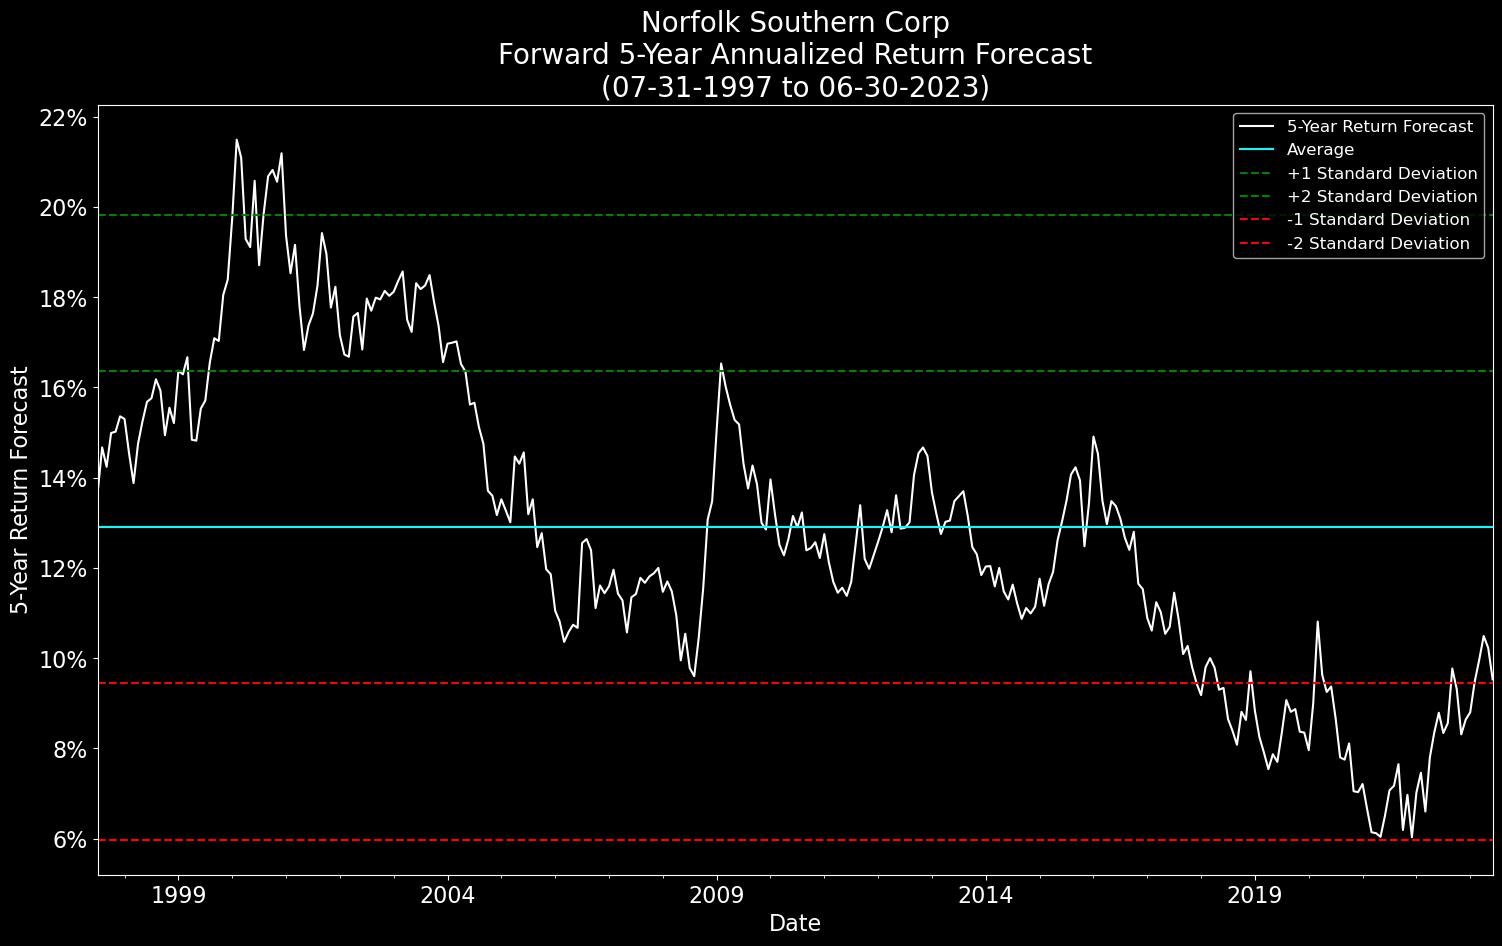 Norfolk Southern Corp
Forward 5-Year Annualized Return Forecast
(07-31-1997 to 06-30-2023)
22%
20%
18%
16%
14%
12%
10%
8%
6%
5-Year Return Forecast
5-Year Return Forecast
Average
+1 Standard Deviation
+2 Standard Deviation
-1 Standard Deviation
-2 Standard Deviation
1999
2004
2009
2014
2019
Date